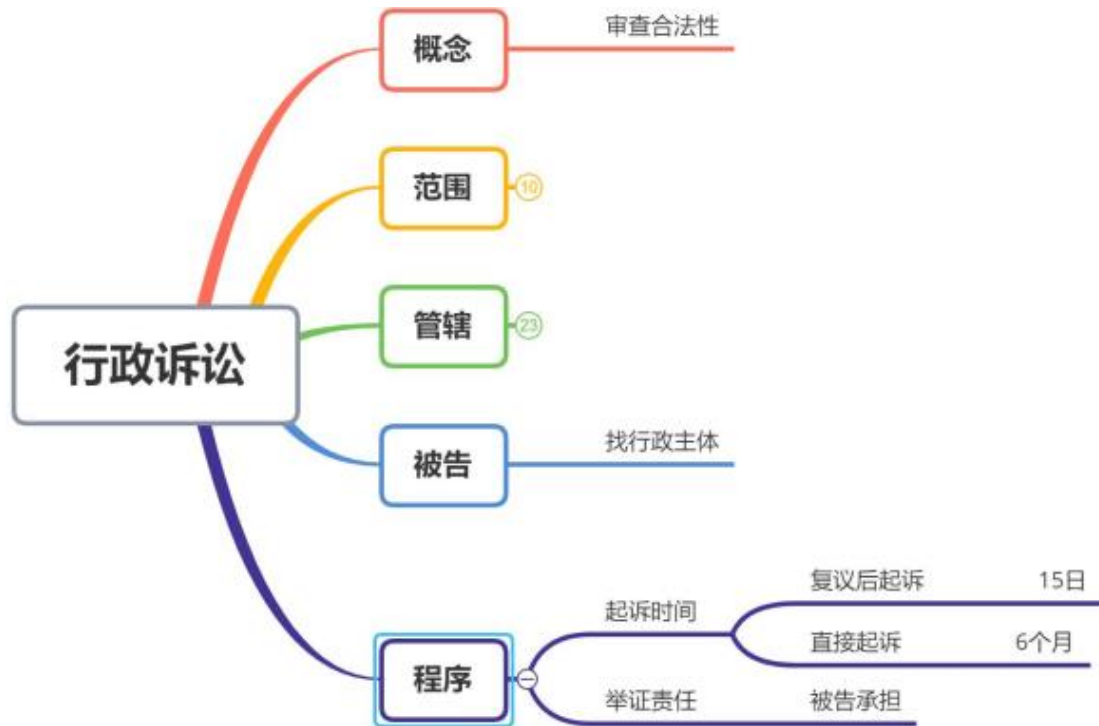 行政诉讼
概念
审查合法性
范围
10
管辖
23
被告
找行政主体
程序
起诉时间
复议后起诉 15日
直接起诉 6个月
举证责任 被告承担